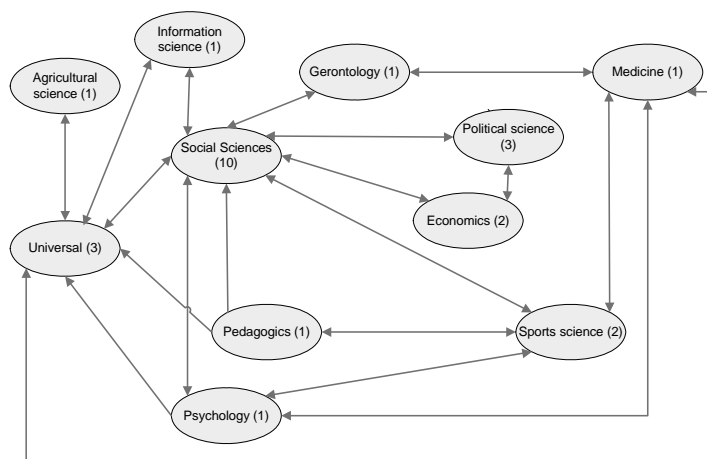 Information
science (1)
Agricultural
science (1)
Gerontology (1)
Medicine (1)
Political science
(3)
Social Sciences
(10)
Economics (2)
Universal (3)
Pedagogics (1)
Sports science (2)
Psychology (1)